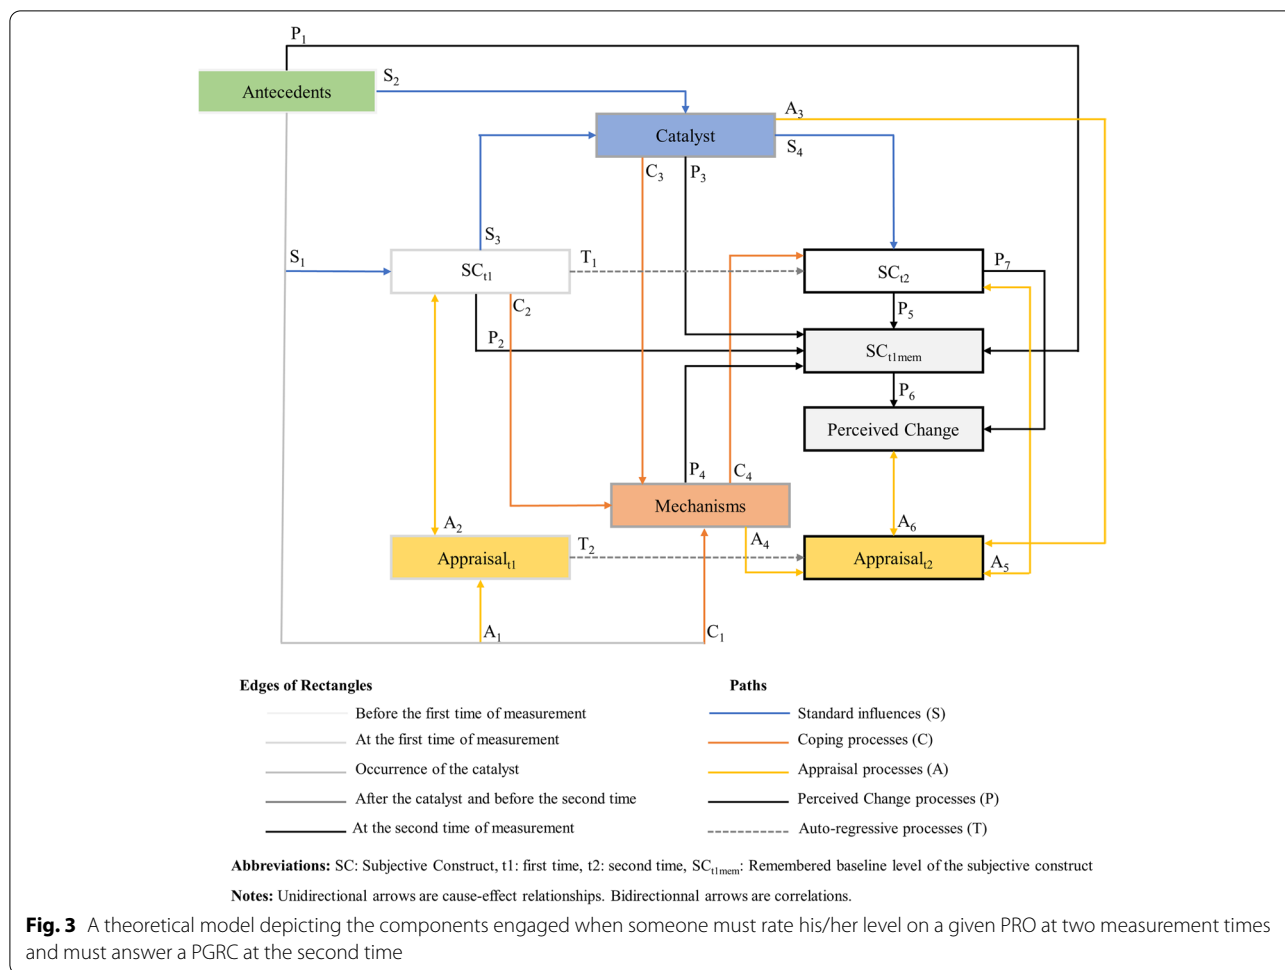 P1
Antecedents
S2
A3
Catalyst
S4
C3
P3
S1
S3
SCt1
T1
SCt2
P7
C2
P5
P2
SCt1mem
P6
Perceived Change
P4
C4
Mechanisms
A2
A4
A6
Appraisalt1
T2
Appraisalt2
A5
A1
C1
Edges of Rectangles
Before the first time of measurement
At the first time of measurement
Occurrence of the catalyst
After the catalyst and before the second time
At the second time of measurement
Paths
Standard influences (S)
Coping processes (C)
Appraisal processes (A)
Perceived Change processes (P)
Auto-regressive processes (T)
Abbreviations: SC: Subjective Construct, t1: first time, t2: second time, SCt1mem: Remembered baseline level of the subjective construct
Notes: Unidirectional arrows are cause-effect relationships. Bidirectionnal arrows are correlations.
Fig. 3 A theoretical model depicting the components engaged when someone must rate his/her level on a given PRO at two measurement times
and must answer a PGRC at the second time